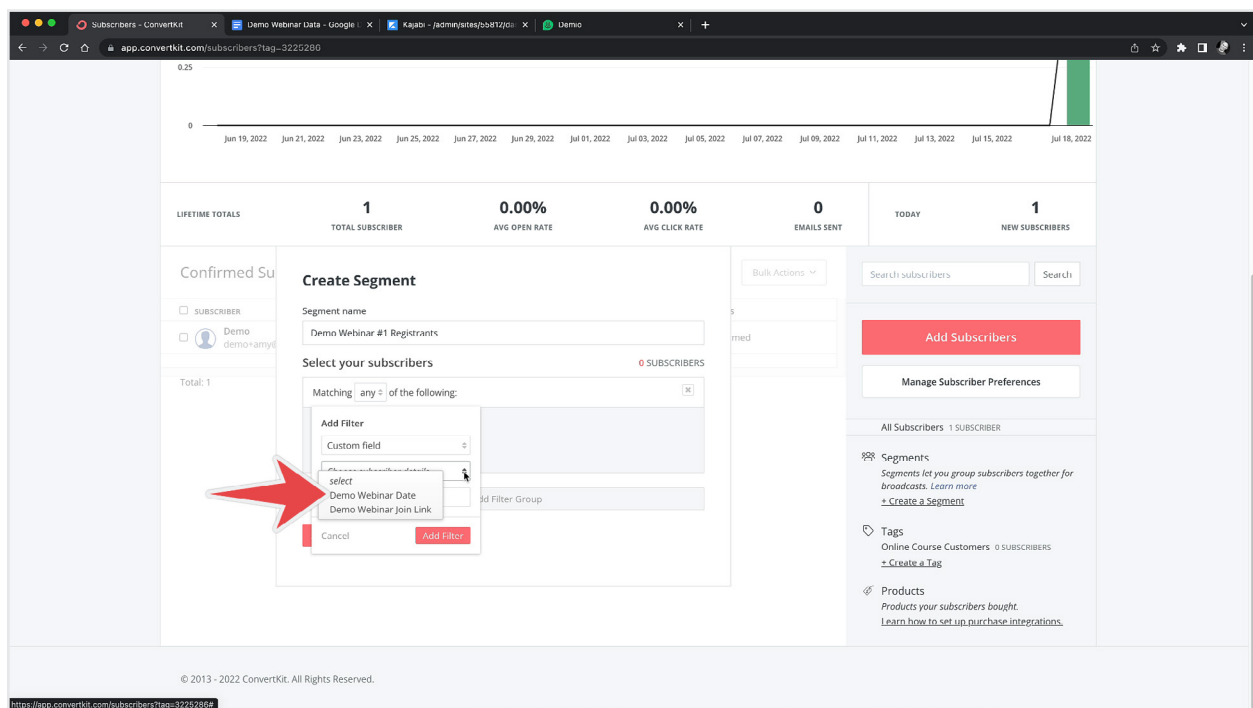 Subscribers - ConvertKit
Demo Webinar Data - Google
Kajabi - /admin/sites/55812/da
Demio
app.convertkit.com/subscribers?tag=3225286
0.25
0
Jun 19, 2022 Jun 21, 2022 Jun 23, 2022 Jun 25, 2022 Jun 27, 2022 Jun 29, 2022 Jul 01, 2022 Jul 03, 2022 Jul 05, 2022 Jul 07, 2022 Jul 09, 2022 Jul 11, 2022 Jul 13, 2022 Jul 15, 2022 Jul 18, 2022
LIFETIME TOTALS
1
TOTAL SUBSCRIBER
0.00%
AVG OPEN RATE
0.00%
AVG CLICK RATE
0
EMAILS SENT
TODAY
1
NEW SUBSCRIBERS
Confirmed Su
Bulk Actions
SUBSCRIBER
s
Demo
demo+amy@
med
Total: 1
Create Segment
Segment name
Demo Webinar #1 Registrants
Select your subscribers
0 SUBSCRIBERS
Matching any of the following:
Add Filter
Custom field
Choose subscriber details
select
Demo Webinar Date
Demo Webinar Join Link
dd Filter Group
Cancel
Add Filter
Search subscribers
Search
Add Subscribers
Manage Subscriber Preferences
All Subscribers 1 SUBSCRIBER
Segments
Segments let you group subscribers together for
broadcasts. Learn more
+ Create a Segment
Tags
Online Course Customers 0 SUBSCRIBERS
+ Create a Tag
Products
Products your subscribers bought.
Learn how to set up purchase integrations.
© 2013 - 2022 ConvertKit. All Rights Reserved.
https://app.convertkit.com/subscribers?tag=3225286#